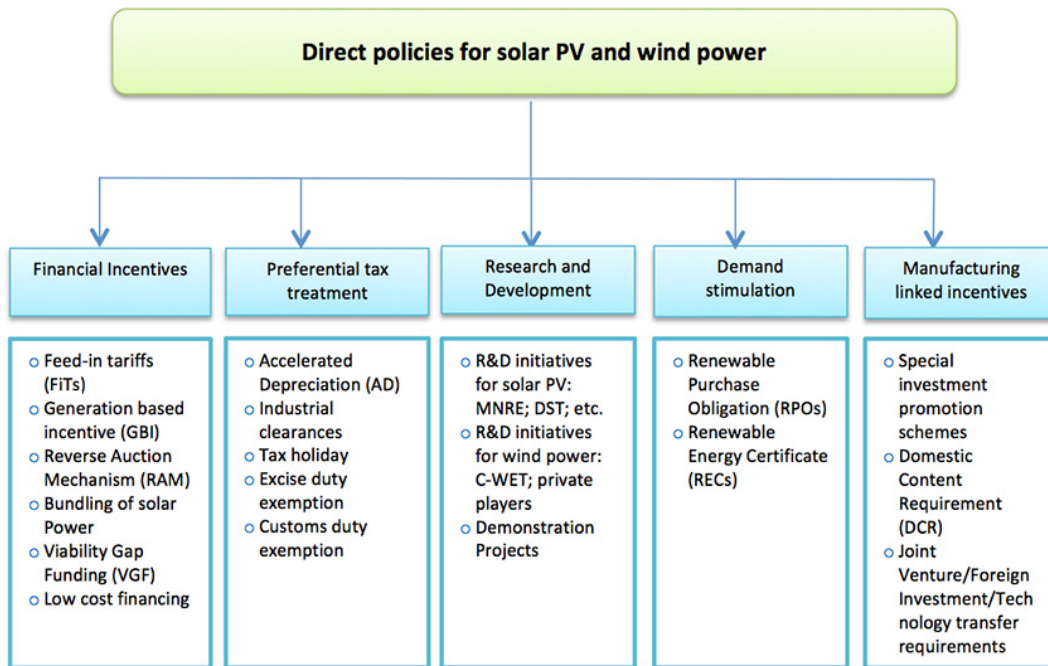 Direct policies for solar PV and wind power
Financial Incentives
Feed-in tariffs
(FiTs)
Generation based
incentive (GBI)
Reverse Auction
Mechanism (RAM)
Bundling of solar
Power
Viability Gap
Funding (VGF)
Low cost financing
Preferential tax
treatment
Accelerated
Depreciation (AD)
Industrial
clearances
Tax holiday
Excise duty
exemption
Customs duty
exemption
Research and
Development
R&D initiatives
for solar PV:
MNRE; DST; etc.
R&D initiatives
for wind power:
C-WET; private
players
Demonstration
Projects
Demand
stimulation
Renewable
Purchase
Obligation (RPOs)
Renewable
Energy Certificate
(RECs)
Manufacturing
linked incentives
Special
investment
promotion
schemes
Domestic
Content
Requirement
(DCR)
Joint
Venture/Foreign
Investment/Tech
nology transfer
requirements